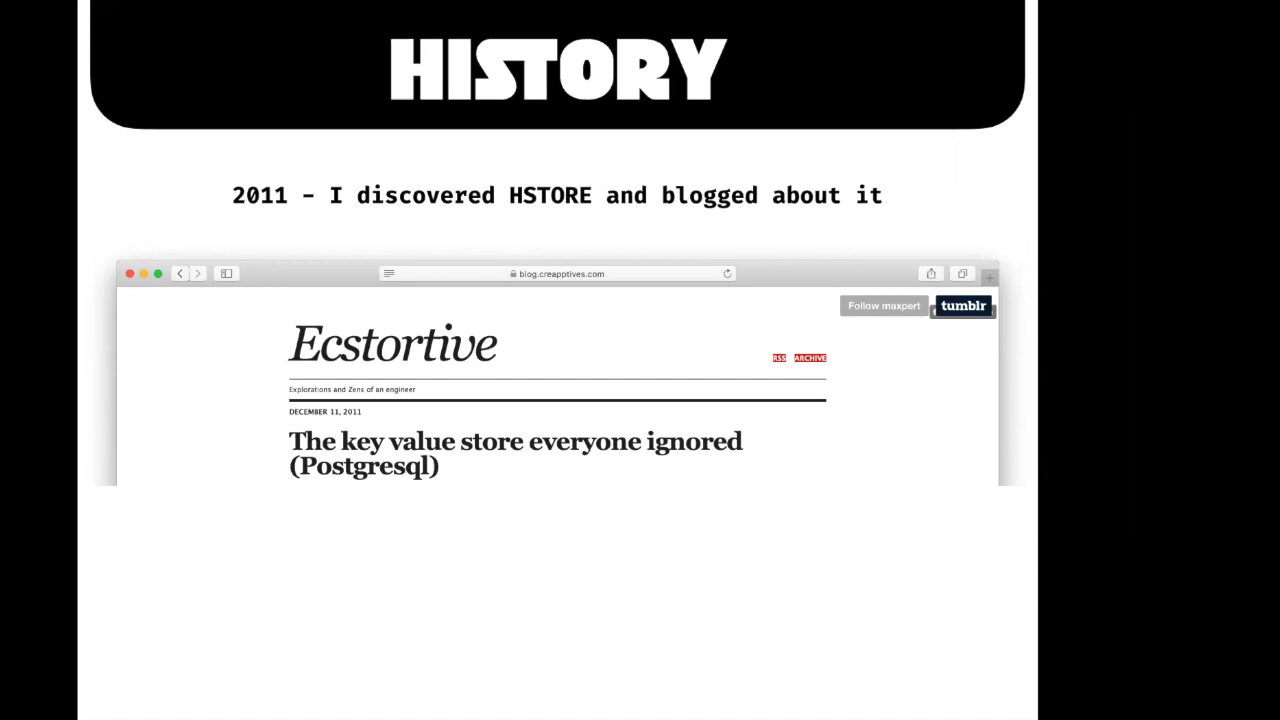 HISTORY
2011 – I discovered HSTORE and blogged about it
blog.creapptives.com
Follow maxpert
tumblr
Ecstortive
RSS ARCHIVE
Explorations and Zens of an engineer
DECEMBER 11, 2011
The key value store everyone ignored
(Postgresql)